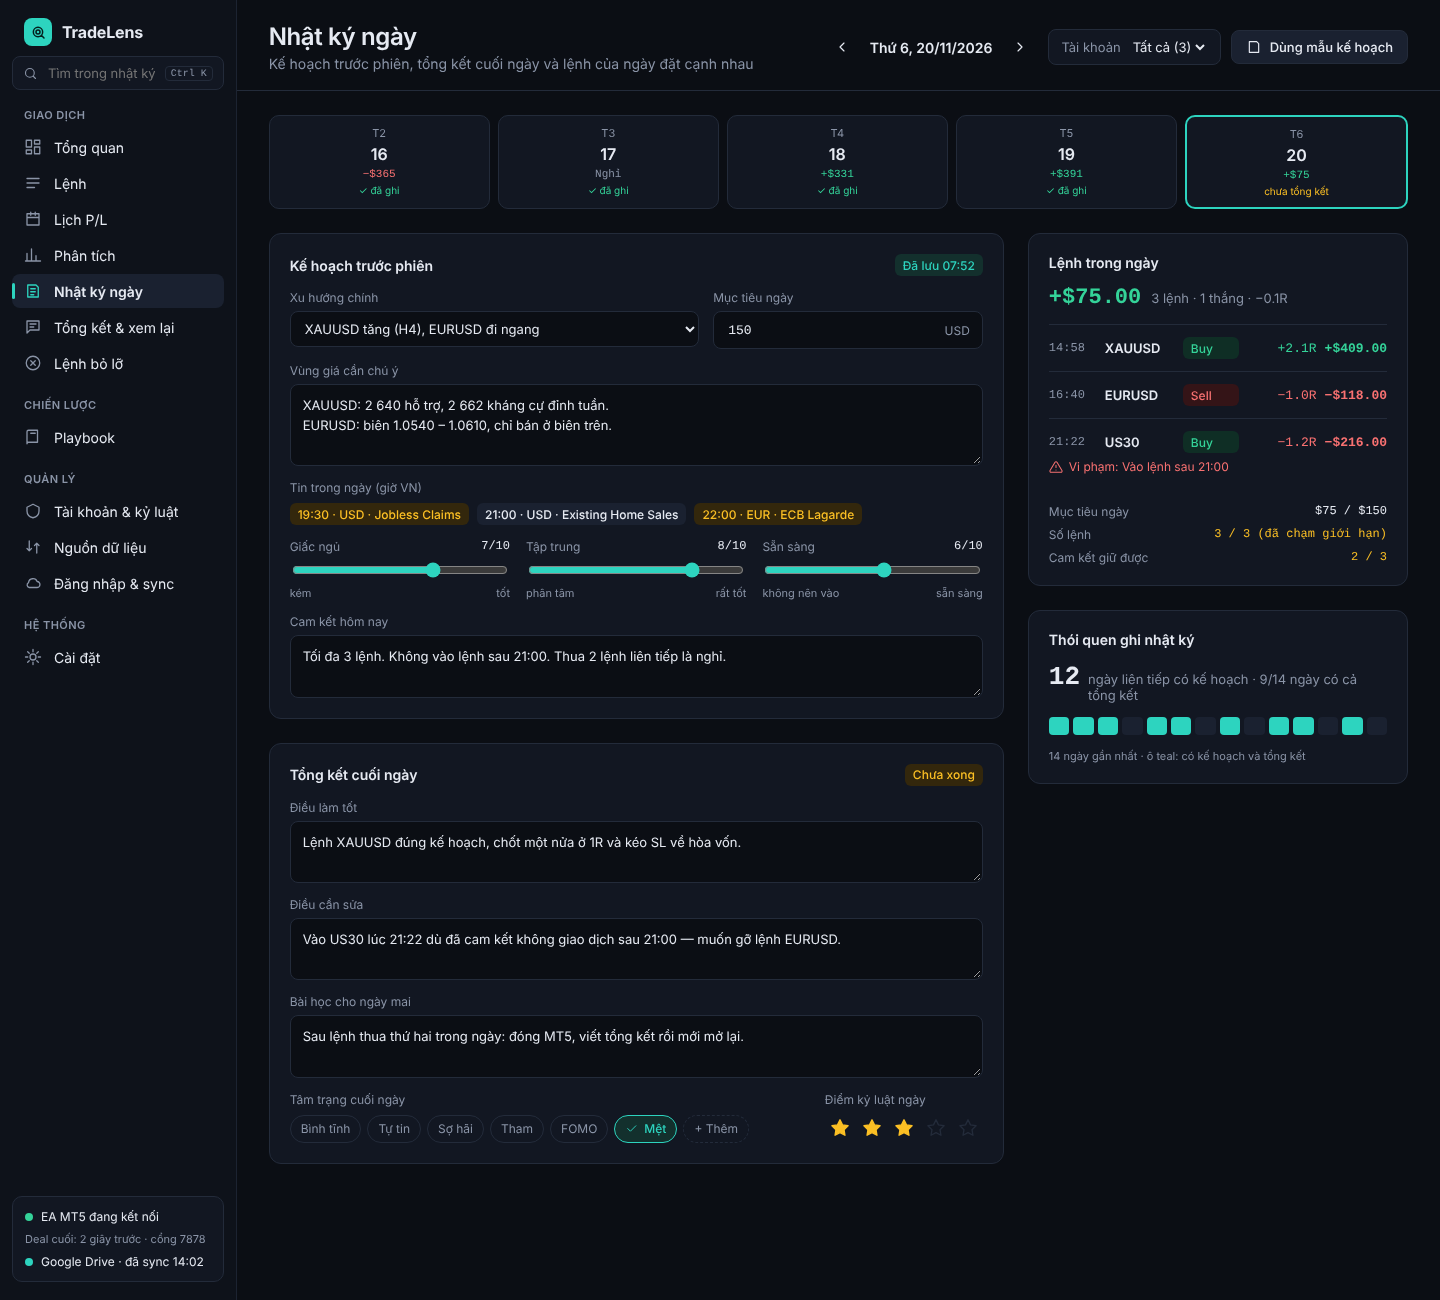 TradeLens
Tìm trong nhật ký
Ctrl K
GIAO DỊCH
Tổng quan
Lệnh
Lịch P/L
Phân tích
Nhật ký ngày
Tổng kết & xem lại
Lệnh bỏ lỡ
CHIẾN LƯỢC
Playbook
QUẢN LÝ
Tài khoản & kỷ luật
Nguồn dữ liệu
Đăng nhập & sync
HỆ THỐNG
Cài đặt
EA MT5 đang kết nối
Deal cuối: 2 giây trước · cổng 7878
Google Drive · đã sync 14:02
Nhật ký ngày
Kế hoạch trước phiên, tổng kết cuối ngày và lệnh của ngày đặt cạnh nhau
Thứ 6, 20/11/2026
Tài khoản Tất cả (3)
Dùng mẫu kế hoạch
T2
16
−$365
✓ đã ghi
T3
17
Nghỉ
✓ đã ghi
T4
18
+$331
✓ đã ghi
T5
19
+$391
✓ đã ghi
T6
20
+$75
chưa tổng kết
Kế hoạch trước phiên
Đã lưu 07:52
Xu hướng chính
XAUUSD tăng (H4), EURUSD đi ngang
Mục tiêu ngày
150 USD
Vùng giá cần chú ý
XAUUSD: 2 640 hỗ trợ, 2 662 kháng cự đỉnh tuần.
EURUSD: biên 1.0540 – 1.0610, chỉ bán ở biên trên.
Tin trong ngày (giờ VN)
19:30 · USD · Jobless Claims
21:00 · USD · Existing Home Sales
22:00 · EUR · ECB Lagarde
Giấc ngủ 7/10
kém tốt
Tập trung 8/10
phân tâm rất tốt
Sẵn sàng 6/10
không nên vào sẵn sàng
Cam kết hôm nay
Tối đa 3 lệnh. Không vào lệnh sau 21:00. Thua 2 lệnh liên tiếp là nghỉ.
Tổng kết cuối ngày
Chưa xong
Điều làm tốt
Lệnh XAUUSD đúng kế hoạch, chốt một nửa ở 1R và kéo SL về hòa vốn.
Điều cần sửa
Vào US30 lúc 21:22 dù đã cam kết không giao dịch sau 21:00 — muốn gỡ lệnh EURUSD.
Bài học cho ngày mai
Sau lệnh thua thứ hai trong ngày: đóng MT5, viết tổng kết rồi mới mở lại.
Tâm trạng cuối ngày
Bình tĩnh
Tự tin
Sợ hãi
Tham
FOMO
✓ Mệt
+ Thêm
Điểm kỷ luật ngày
Lệnh trong ngày
+$75.00 3 lệnh · 1 thắng · −0.1R
14:58 XAUUSD Buy +2.1R +$409.00
16:40 EURUSD Sell −1.0R −$118.00
21:22 US30 Buy −1.2R −$216.00
Vi phạm: Vào lệnh sau 21:00
Mục tiêu ngày $75 / $150
Số lệnh 3 / 3 (đã chạm giới hạn)
Cam kết giữ được 2 / 3
Thói quen ghi nhật ký
12 ngày liên tiếp có kế hoạch · 9/14 ngày có cả
tổng kết
14 ngày gần nhất · ô teal: có kế hoạch và tổng kết